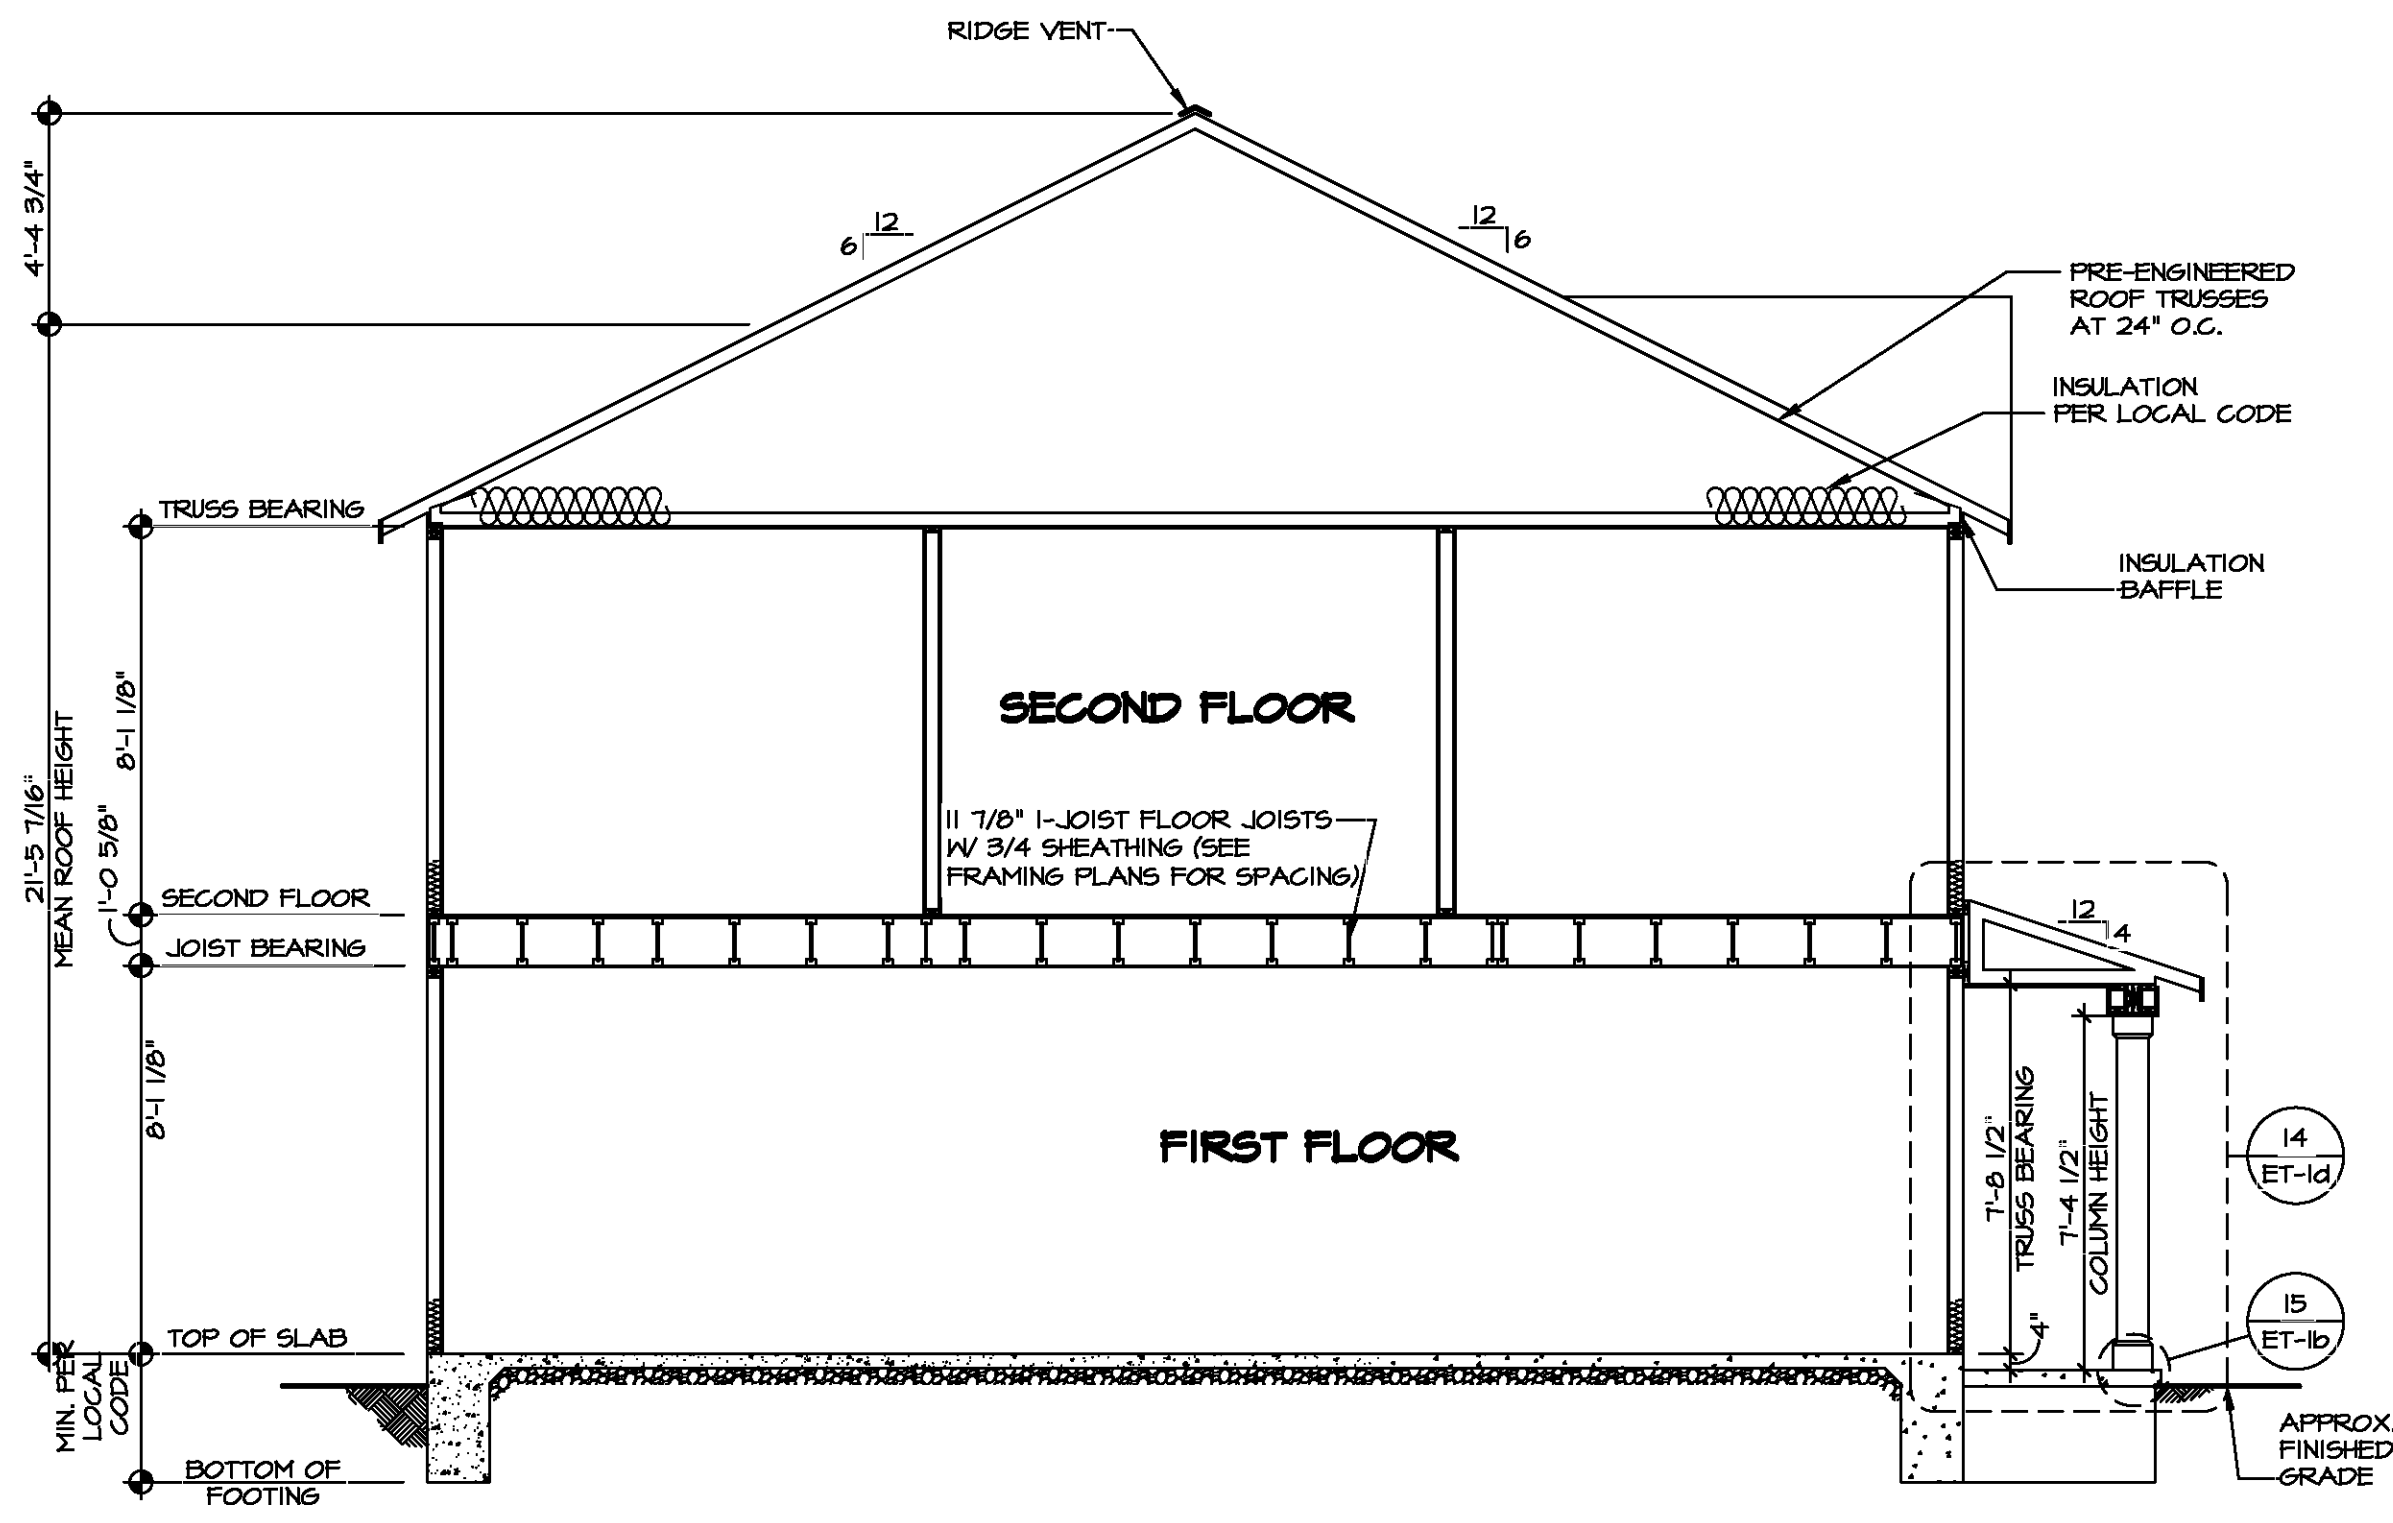 RIDGE VENT
4'-4 3/4"
12
6
12
6
PRE-ENGINEERED
ROOF TRUSSES
AT 24" O.C.
INSULATION
PER LOCAL CODE
TRUSS BEARING
INSULATION
BAFFLE
8'-1 1/8"
SECOND FLOOR
21'-5 7/16"
MEAN ROOF HEIGHT
1'-0 5/8"
11 7/8" I-JOIST FLOOR JOISTS
W/ 3/4 SHEATHING (SEE
FRAMING PLANS FOR SPACING)
SECOND FLOOR
JOIST BEARING
12
4
8'-1 1/8"
FIRST FLOOR
7'-8 1/2"
TRUSS BEARING
7'-4 1/2"
COLUMN HEIGHT
14
ET-1d
15
ET-1b
4"
TOP OF SLAB
MIN. PER
LOCAL
CODE
BOTTOM OF
FOOTING
APPROX.
FINISHED
GRADE